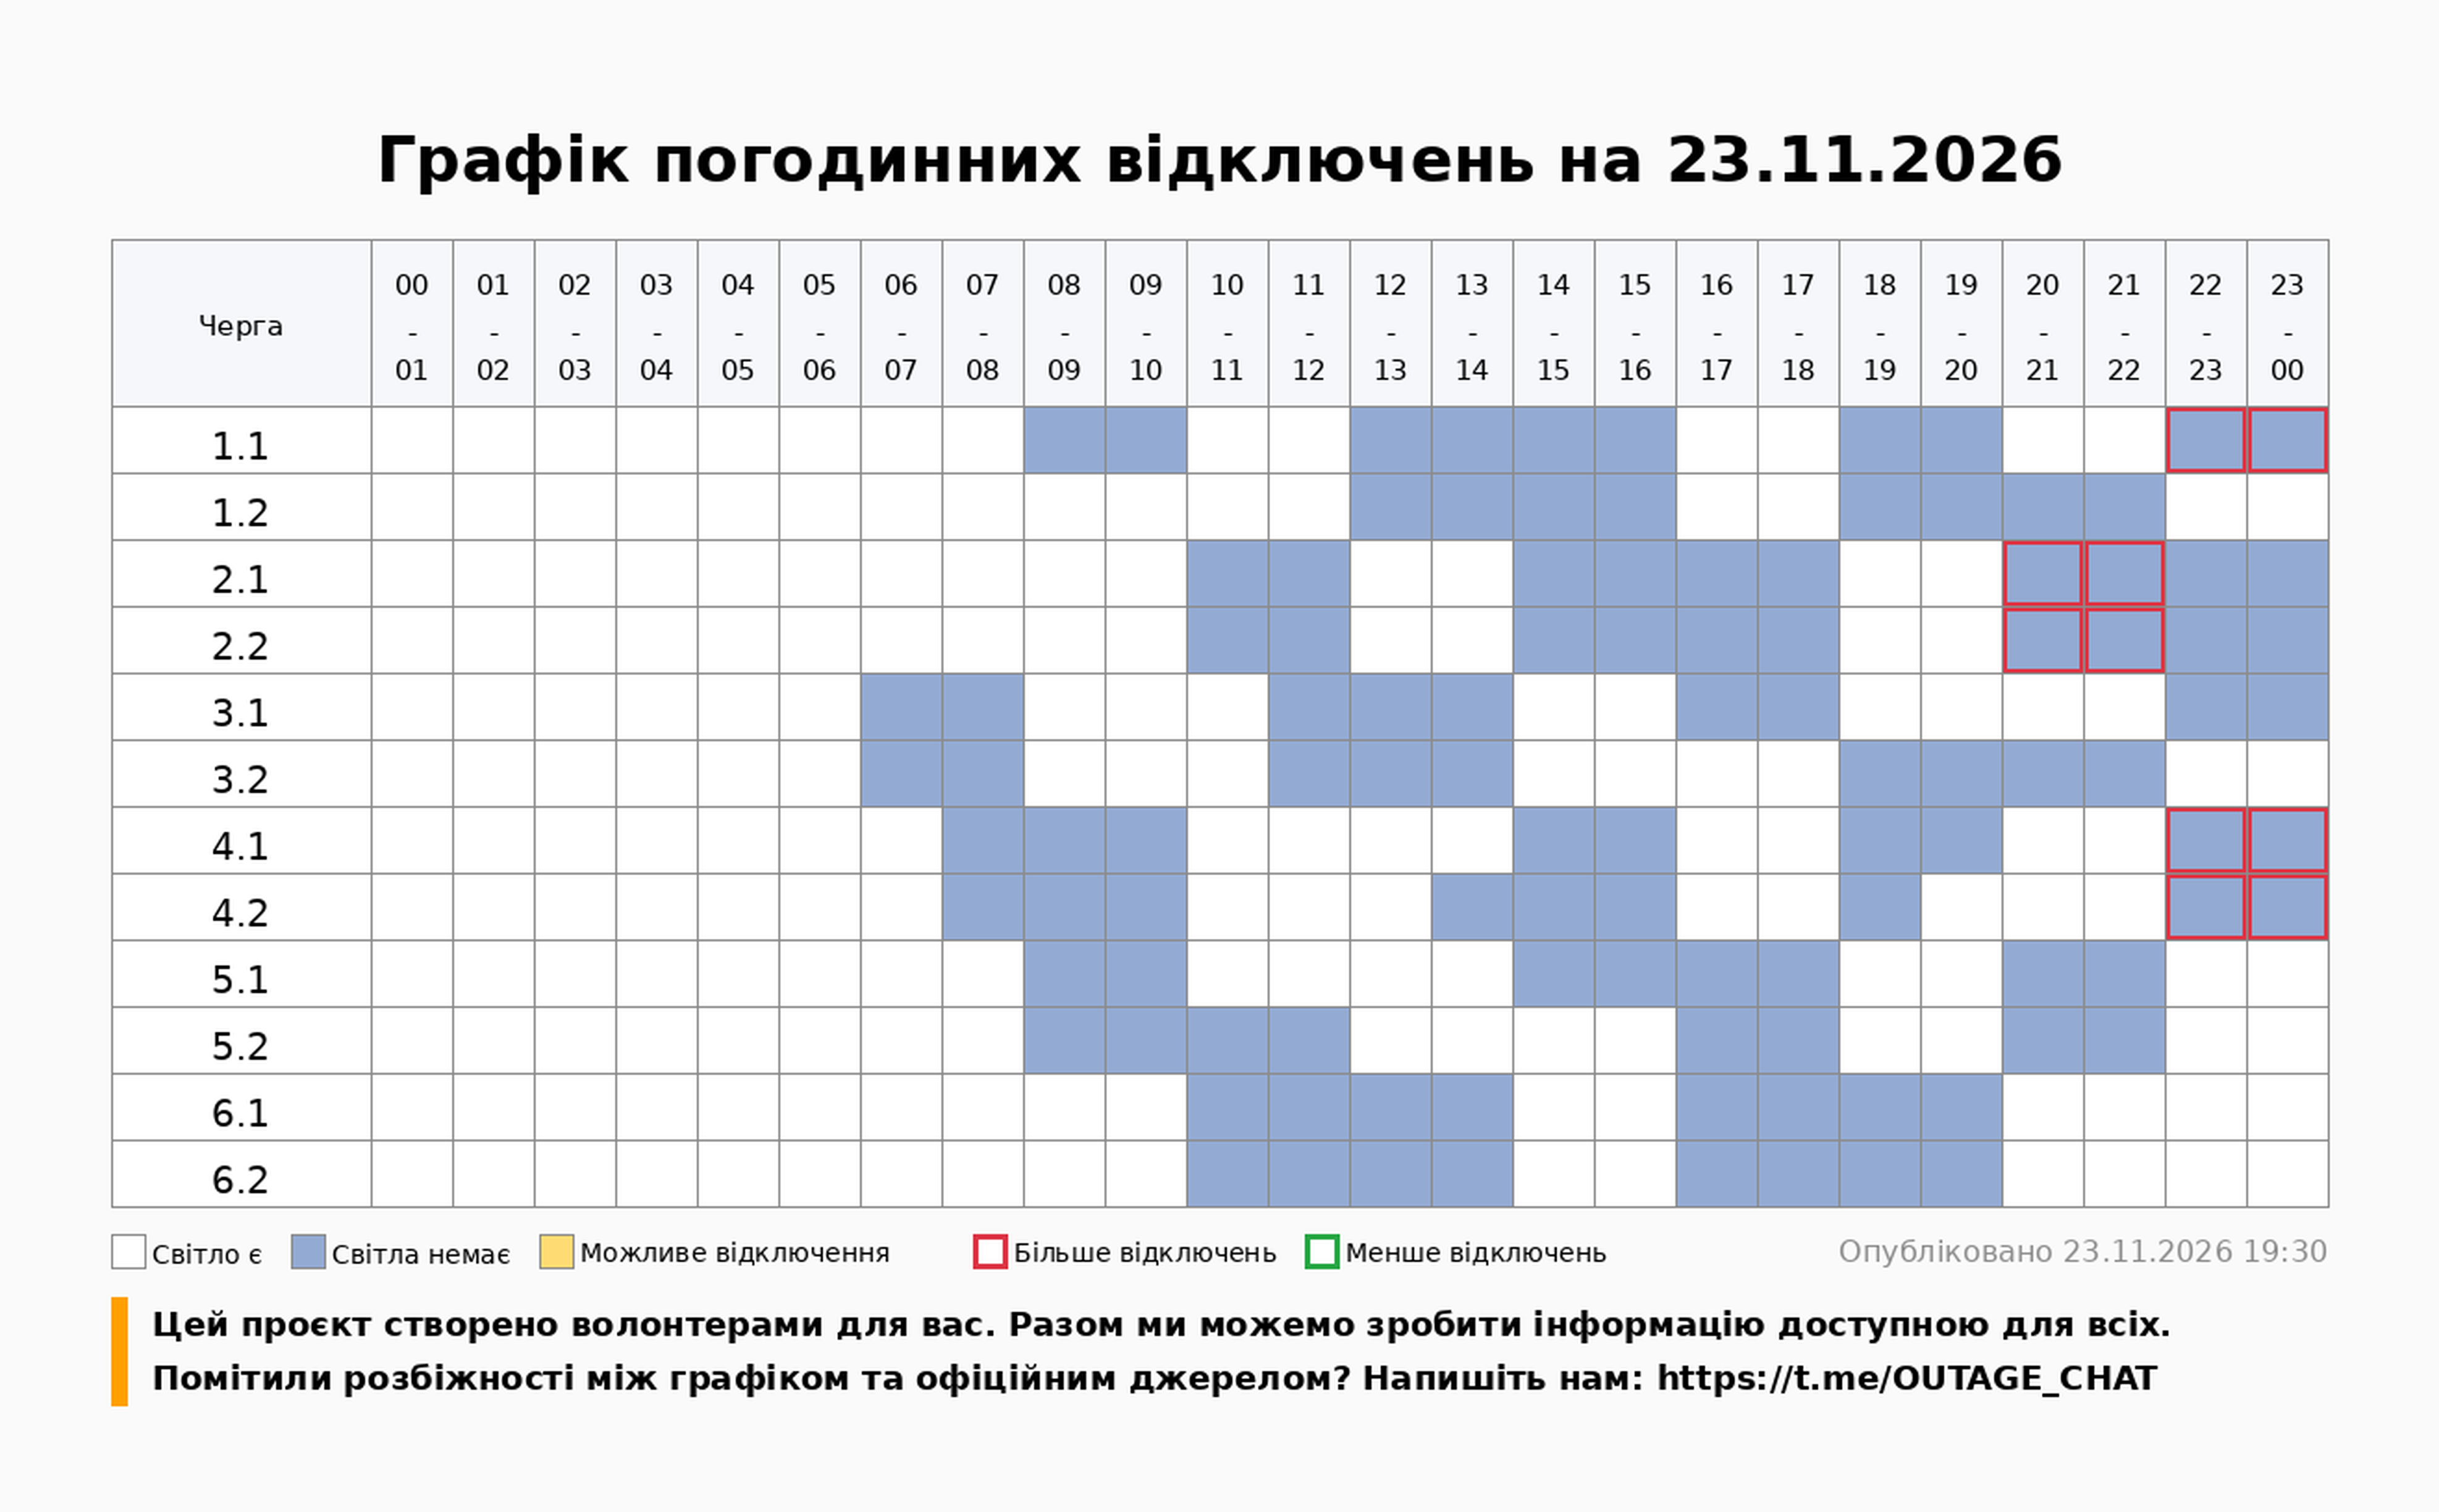 Графік погодинних відключень на 23.11.2026
Черга 00 - 01 01 - 02 02 - 03 03 - 04 04 - 05 05 - 06 06 - 07 07 - 08 08 - 09 09 - 10 10 - 11 11 - 12 12 - 13 13 - 14 14 - 15 15 - 16 16 - 17 17 - 18 18 - 19 19 - 20 20 - 21 21 - 22 22 - 23 23 - 00
1.1
1.2
2.1
2.2
3.1
3.2
4.1
4.2
5.1
5.2
6.1
6.2
Світло є Світла немає Можливе відключення Більше відключень Менше відключень Опубліковано 23.11.2026 19:30
Цей проєкт створено волонтерами для вас. Разом ми можемо зробити інформацію доступною для всіх.
Помітили розбіжності між графіком та офіційним джерелом? Напишіть нам: https://t.me/OUTAGE_CHAT